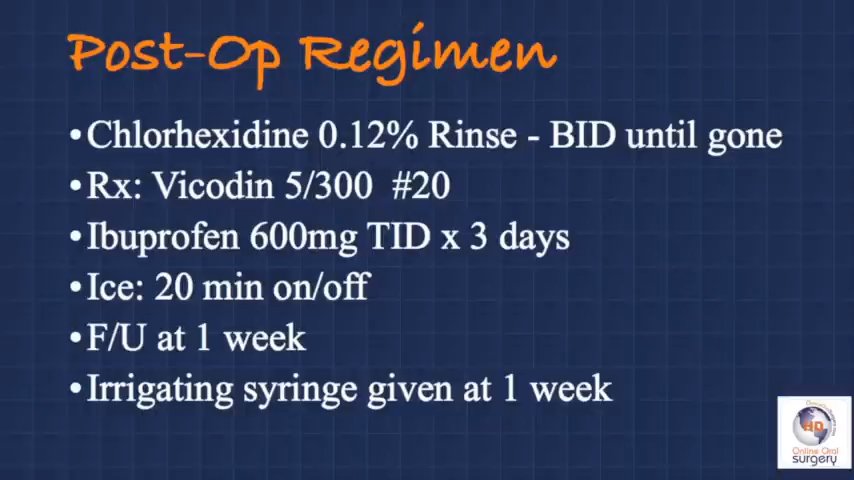 Post-Op Regimen
•Chlorhexidine 0.12% Rinse - BID until gone
•Rx: Vicodin 5/300 #20
•Ibuprofen 600mg TID x 3 days
•Ice: 20 min on/off
•F/U at 1 week
•Irrigating syringe given at 1 week
HD
Online Oral
surgery